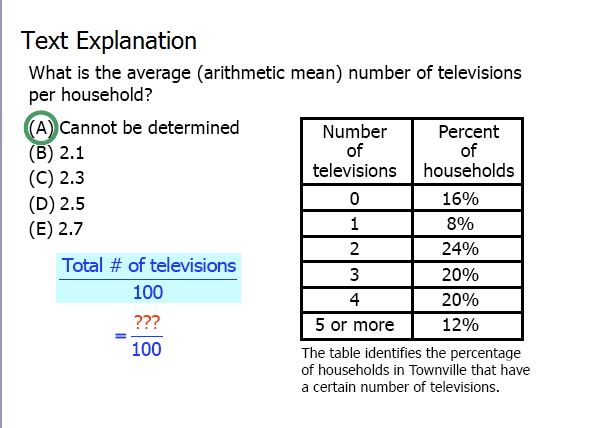 Text Explanation
What is the average (arithmetic mean) number of televisions
per household?
(A) Cannot be determined
(B) 2.1
(C) 2.3
(D) 2.5
(E) 2.7
Total # of televisions
100
= ???
100
Number of televisions Percent of households
0 16%
1 8%
2 24%
3 20%
4 20%
5 or more 12%
The table identifies the percentage
of households in Townville that have
a certain number of televisions.